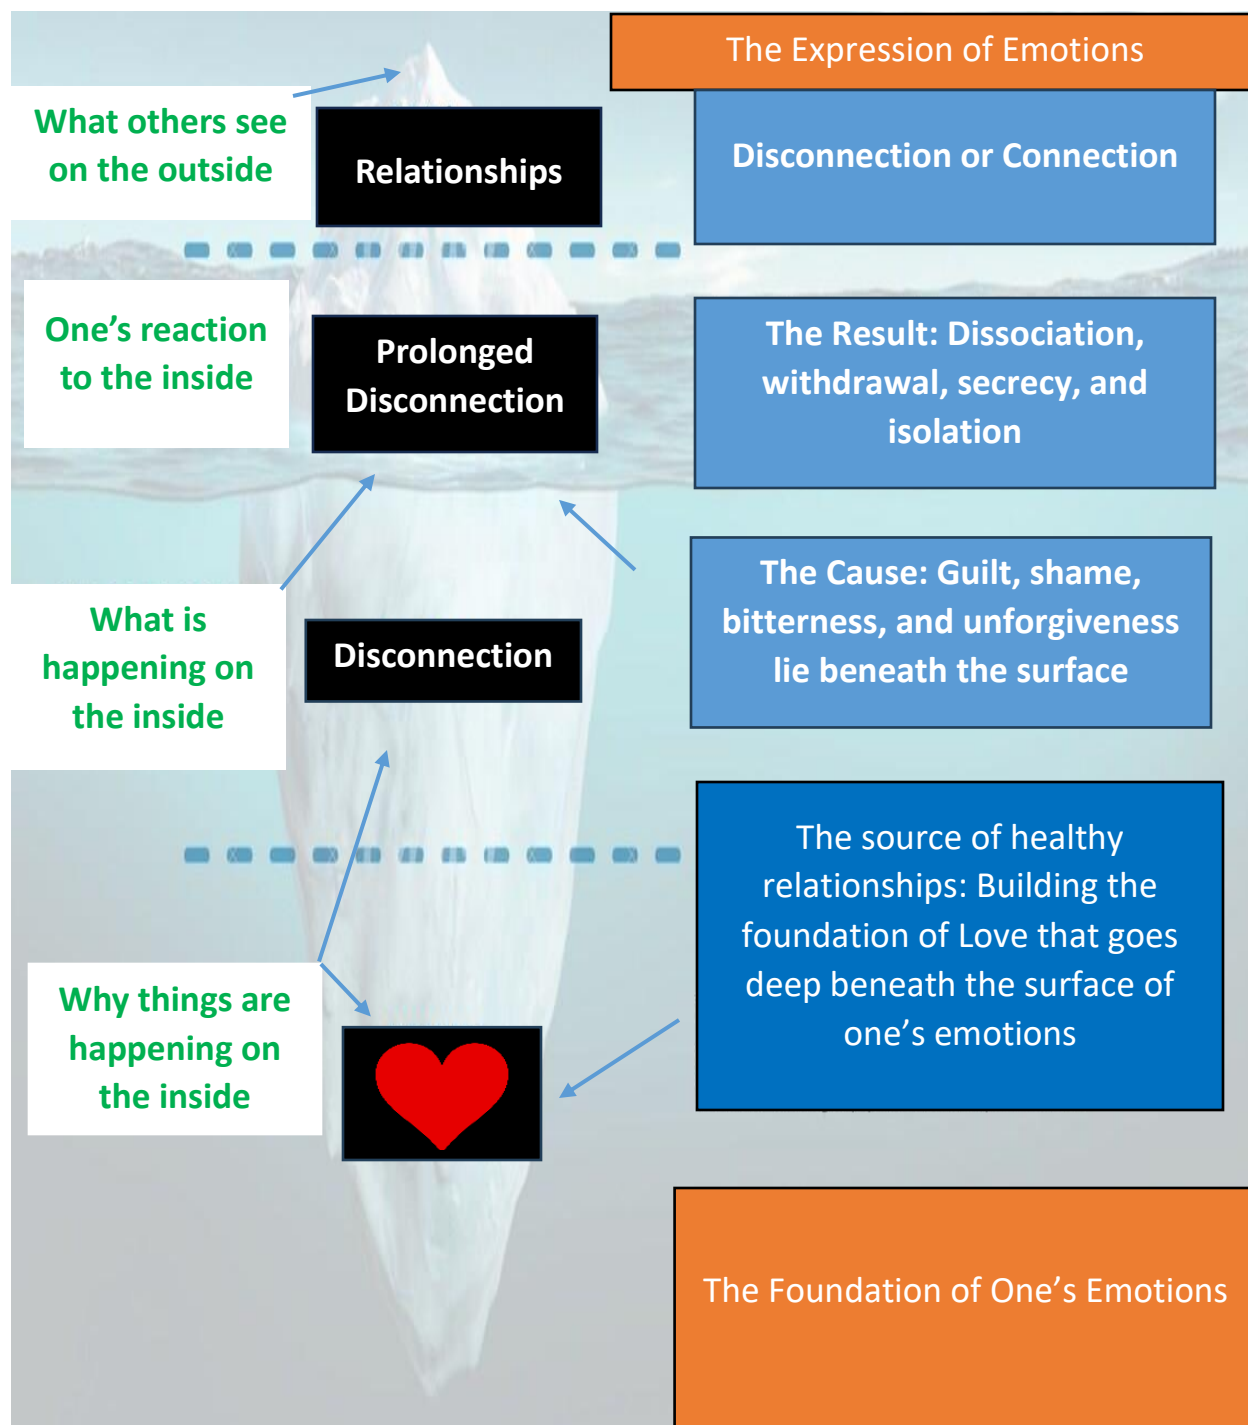 The Expression of Emotions
What others see
on the outside
Relationships
Disconnection or Connection
One’s reaction
to the inside
Prolonged
Disconnection
The Result: Dissociation,
withdrawal, secrecy, and
isolation
What is
happening on
the inside
Disconnection
The Cause: Guilt, shame,
bitterness, and unforgiveness
lie beneath the surface
The source of healthy
relationships: Building the
foundation of Love that goes
deep beneath the surface of
one’s emotions
Why things are
happening on
the inside
The Foundation of One’s Emotions